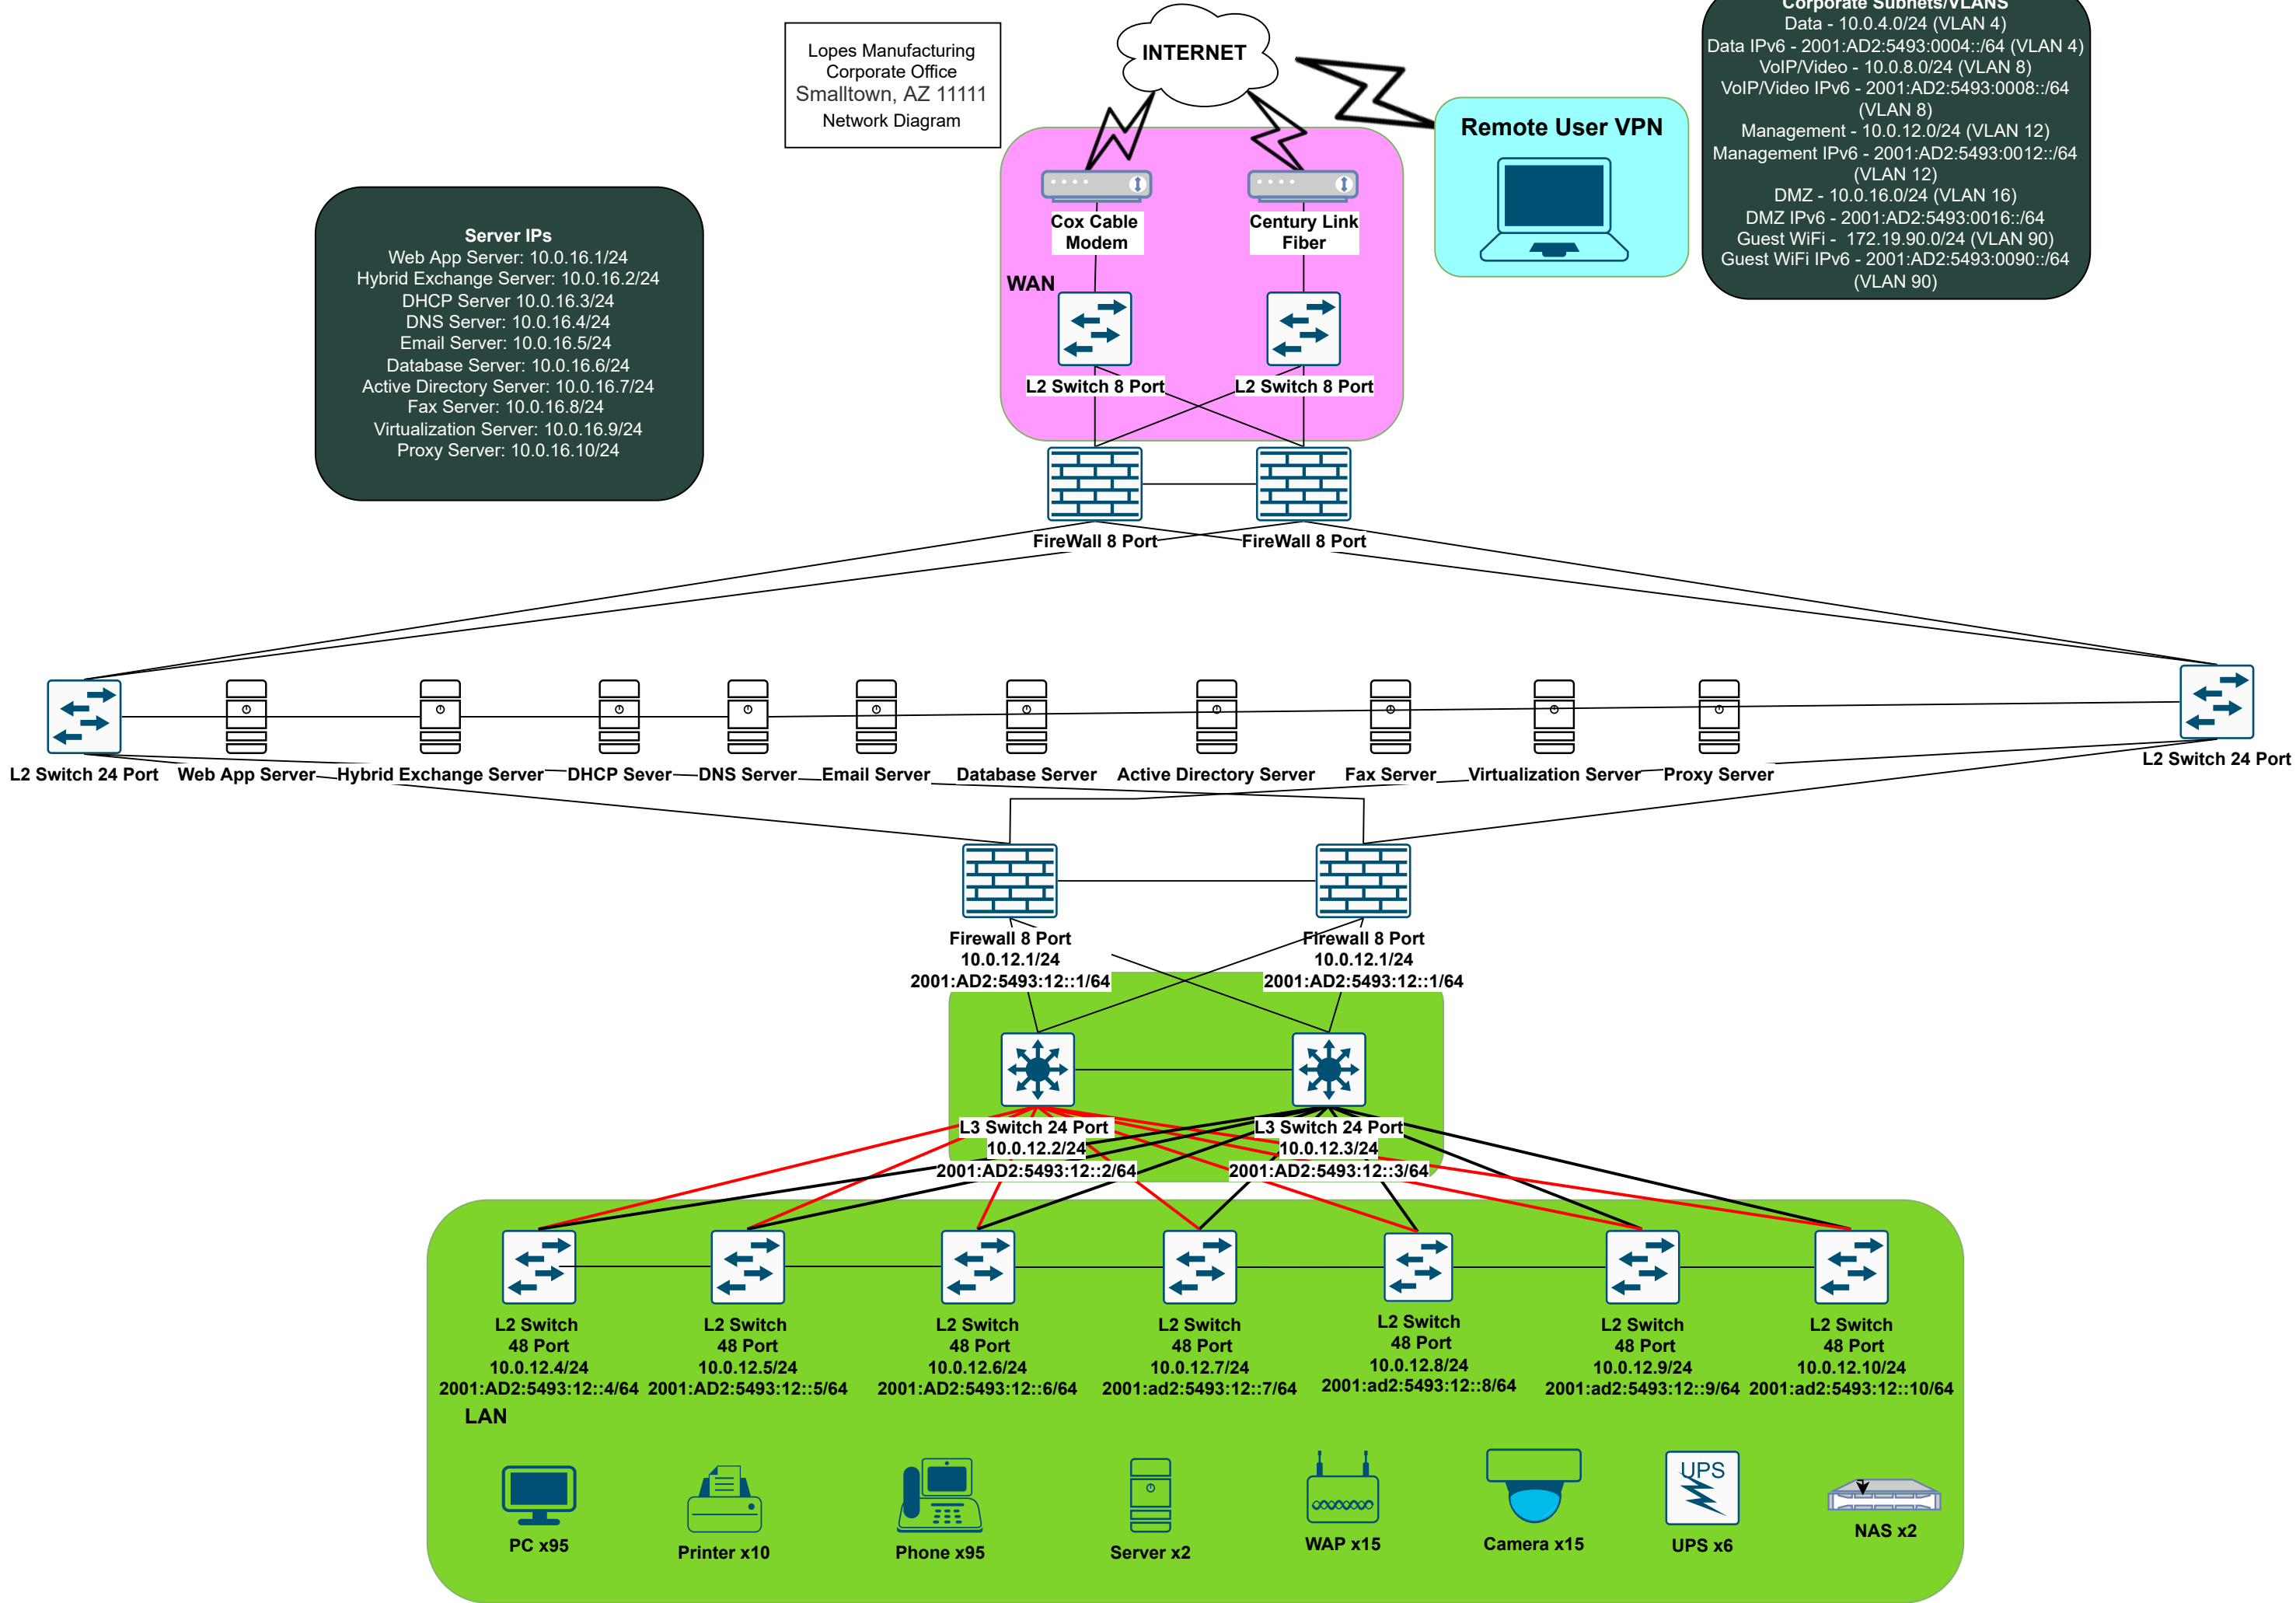 Lopes Manufacturing
Corporate Office
Smalltown, AZ 11111
Network Diagram
INTERNET
Remote User VPN
Corporate Subnets/VLANS
Data - 10.0.4.0/24 (VLAN 4)
Data IPv6 - 2001:AD2:5493:0004::/64 (VLAN 4)
VoIP/Video - 10.0.8.0/24 (VLAN 8)
VoIP/Video IPv6 - 2001:AD2:5493:0008::/64
(VLAN 8)
Management - 10.0.12.0/24 (VLAN 12)
Management IPv6 - 2001:AD2:5493:0012::/64
(VLAN 12)
DMZ - 10.0.16.0/24 (VLAN 16)
DMZ IPv6 - 2001:AD2:5493:0016::/64
Guest WiFi - 172.19.90.0/24 (VLAN 90)
Guest WiFi IPv6 - 2001:AD2:5493:0090::/64
(VLAN 90)
Server IPs
Web App Server: 10.0.16.1/24
Hybrid Exchange Server: 10.0.16.2/24
DHCP Server 10.0.16.3/24
DNS Server: 10.0.16.4/24
Email Server: 10.0.16.5/24
Database Server: 10.0.16.6/24
Active Directory Server: 10.0.16.7/24
Fax Server: 10.0.16.8/24
Virtualization Server: 10.0.16.9/24
Proxy Server: 10.0.16.10/24
Cox Cable
Modem
Century Link
Fiber
WAN
L2 Switch 8 Port
L2 Switch 8 Port
FireWall 8 Port
FireWall 8 Port
L2 Switch 24 Port
Web App Server
Hybrid Exchange Server
DHCP Sever
DNS Server
Email Server
Database Server
Active Directory Server
Fax Server
Virtualization Server
Proxy Server
L2 Switch 24 Port
Firewall 8 Port
10.0.12.1/24
2001:AD2:5493:12::1/64
Firewall 8 Port
10.0.12.1/24
2001:AD2:5493:12::1/64
L3 Switch 24 Port
10.0.12.2/24
2001:AD2:5493:12::2/64
L3 Switch 24 Port
10.0.12.3/24
2001:AD2:5493:12::3/64
L2 Switch
48 Port
10.0.12.4/24
2001:AD2:5493:12::4/64
L2 Switch
48 Port
10.0.12.5/24
2001:AD2:5493:12::5/64
L2 Switch
48 Port
10.0.12.6/24
2001:AD2:5493:12::6/64
L2 Switch
48 Port
10.0.12.7/24
2001:ad2:5493:12::7/64
L2 Switch
48 Port
10.0.12.8/24
2001:ad2:5493:12::8/64
L2 Switch
48 Port
10.0.12.9/24
2001:ad2:5493:12::9/64
L2 Switch
48 Port
10.0.12.10/24
2001:ad2:5493:12::10/64
LAN
UPS
PC x95
Printer x10
Phone x95
Server x2
WAP x15
Camera x15
UPS x6
NAS x2